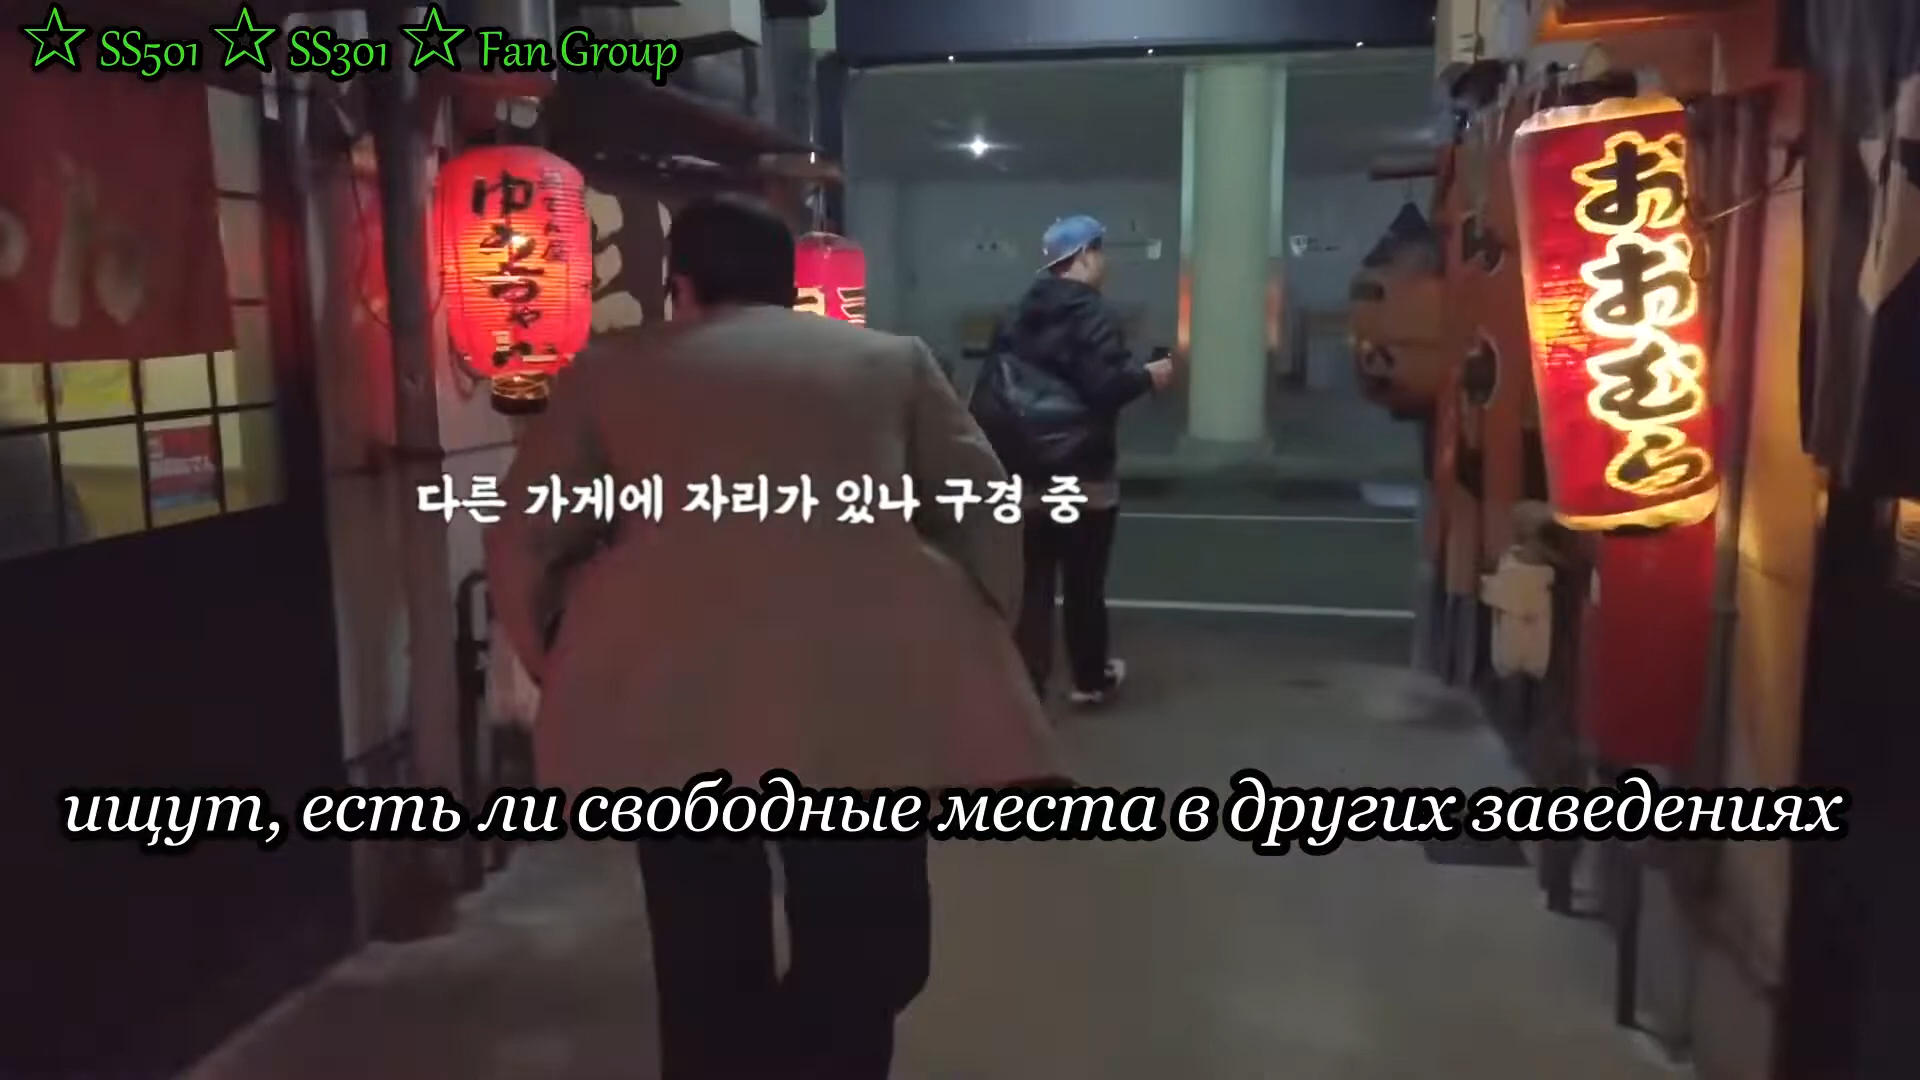 ☆ SS501 ☆ SS301 ☆ Fan Group
おおむら
다른 가게에 자리가 있나 구경 중
ищут, есть ли свободные места в других заведениях